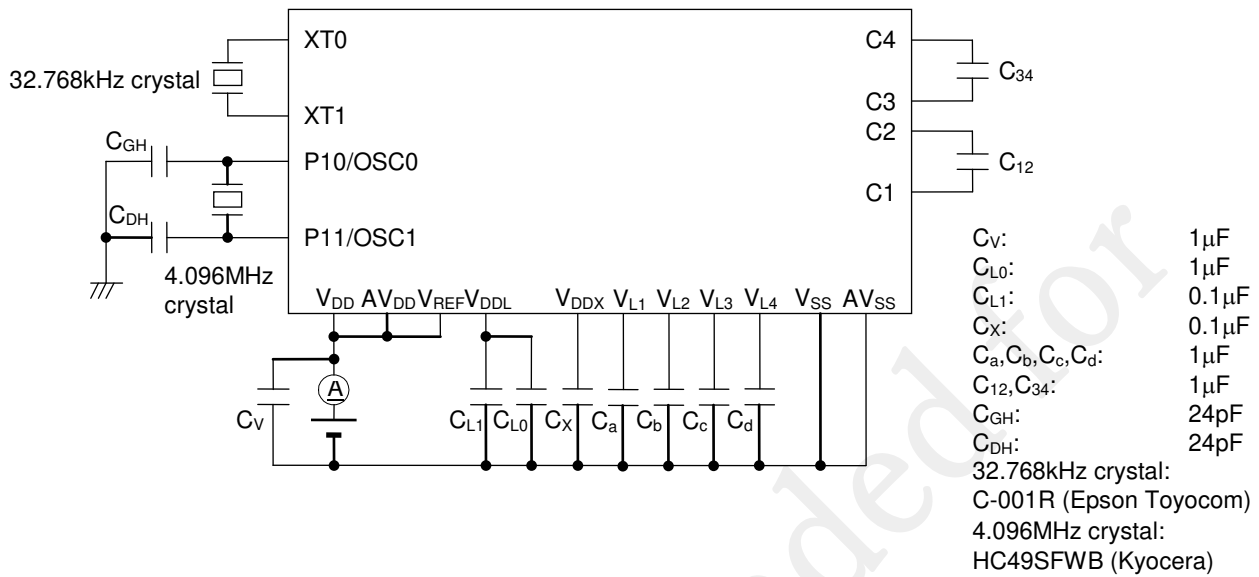 XT0
C4
32.768kHz crystal
C34
XT1
C3
C2
CGH
P10/OSC0
C12
C1
CDH
P11/OSC1
4.096MHz
crystal
VDD AVDD VREF VDDL VDDX VL1 VL2 VL3 VL4 VSS AVSS
A
CV CL1 CL0 CX Ca Cb Cc Cd
CV: 1μF
CL0: 1μF
CL1: 0.1μF
CX: 0.1μF
Ca,Cb,Cc,Cd: 1μF
C12,C34: 1μF
CGH: 24pF
CDH: 24pF
32.768kHz crystal:
C-001R (Epson Toyocom)
4.096MHz crystal:
HC49SFWB (Kyocera)
ded for